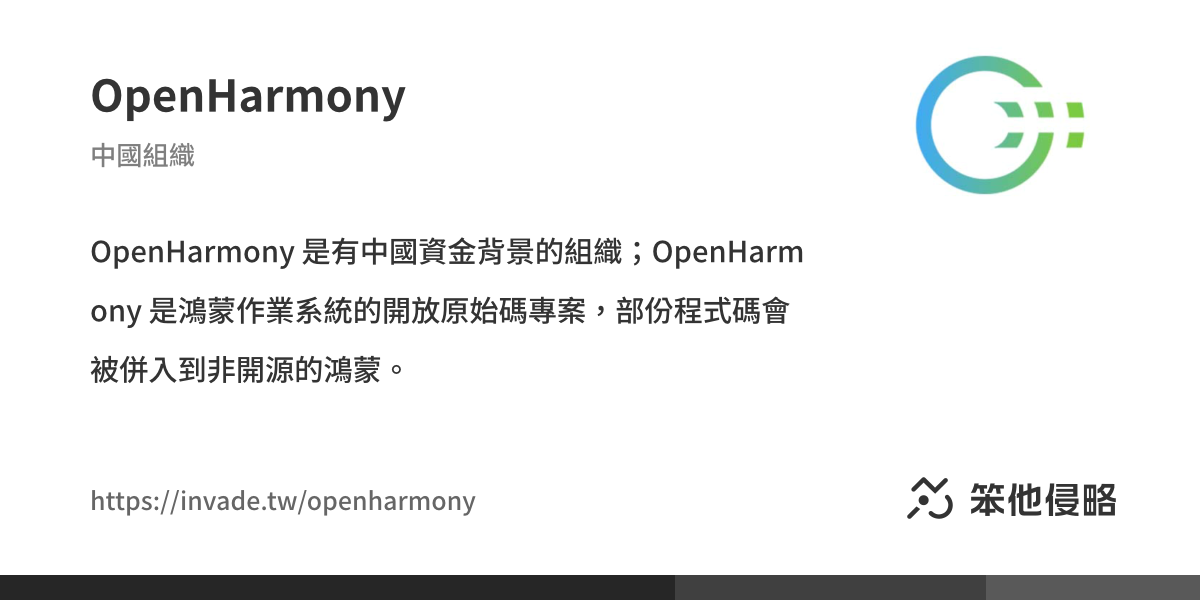 OpenHarmony
中國組織
OpenHarmony 是有中國資金背景的組織；OpenHarm
ony 是鴻蒙作業系統的開放原始碼專案，部份程式碼會
被併入到非開源的鴻蒙。
https://invade.tw/openharmony
笨他侵略